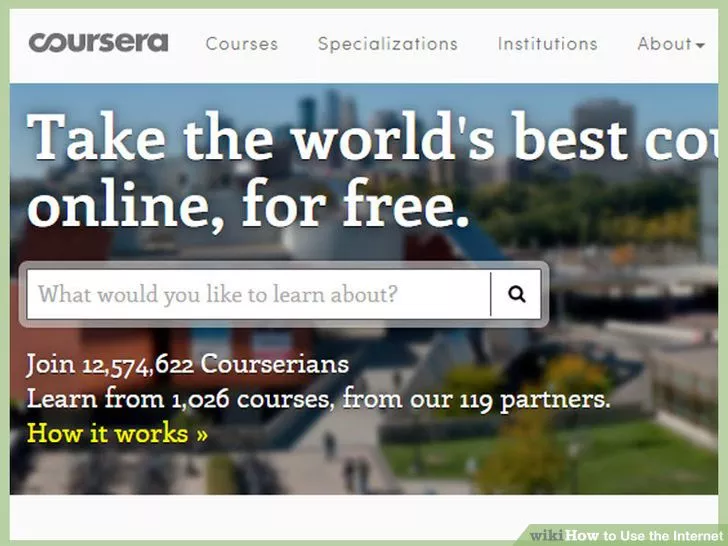 coursera Courses Specializations Institutions About
Take the world's best
online, for free.
What would you like to learn about?
Join 12,574,622 Courserians
Learn from 1,026 courses, from our 119 partners.
How it works »
wikiHow to Use the Internet